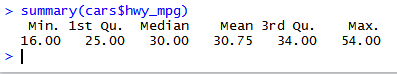 > summary(cars$hwy_mpg)
Min. 1st Qu. Median Mean 3rd Qu. Max.
16.00 25.00 30.00 30.75 34.00 54.00
>